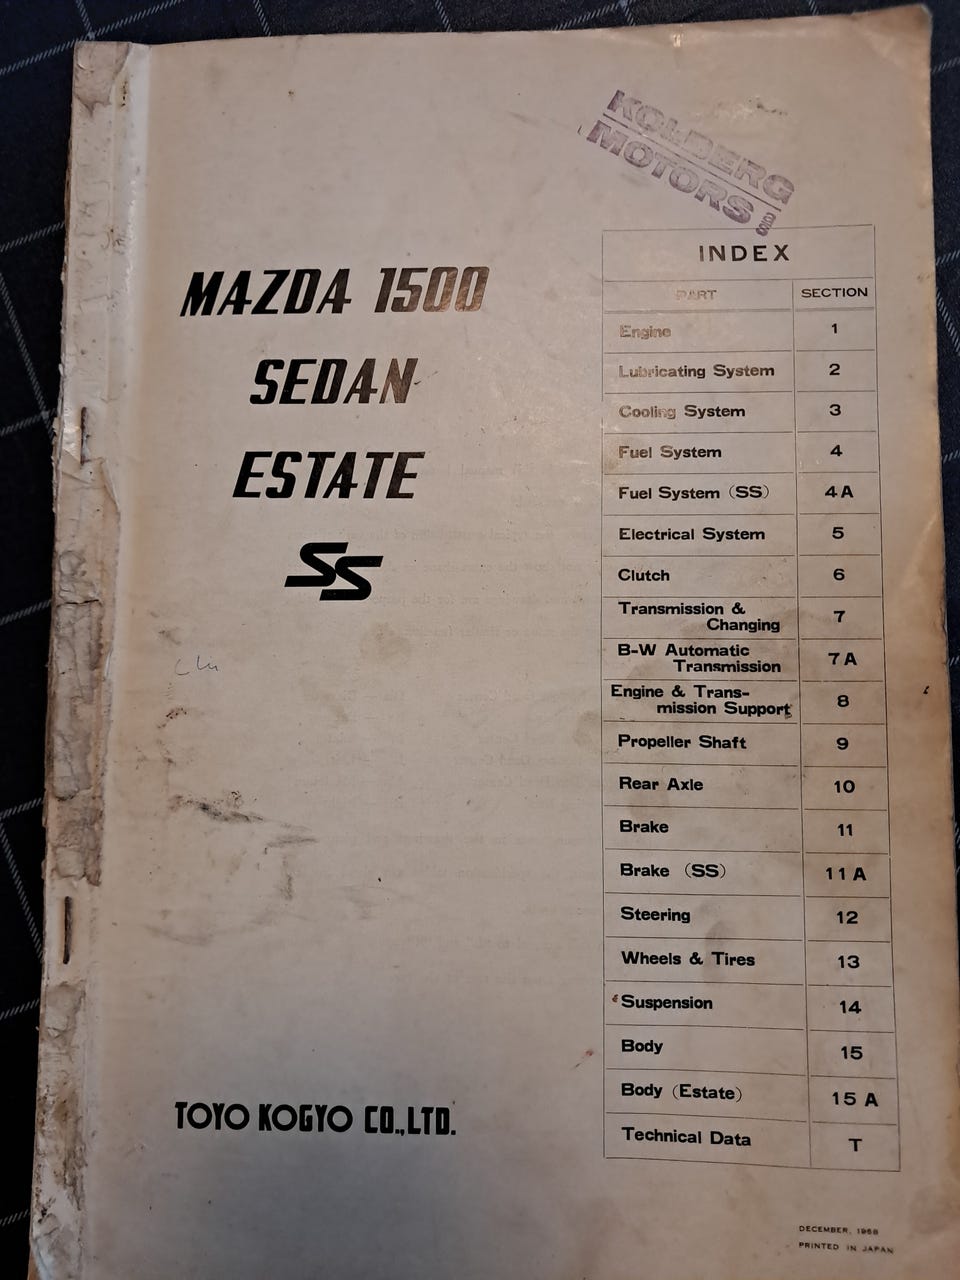 KOLBERG
MOTORS
MAZDA 1500
SEDAN
ESTATE
SS
TOYO KOGYO CO.,LTD.
INDEX
PART SECTION
Engine 1
Lubricating System 2
Cooling System 3
Fuel System 4
Fuel System (SS) 4A
Electrical System 5
Clutch 6
Transmission &
Changing 7
B-W Automatic
Transmission 7A
Engine & Trans-
mission Support 8
Propeller Shaft 9
Rear Axle 10
Brake 11
Brake (SS) 11A
Steering 12
Wheels & Tires 13
Suspension 14
Body 15
Body (Estate) 15 A
Technical Data T
DECEMBER, 1968
PRINTED IN JAPAN